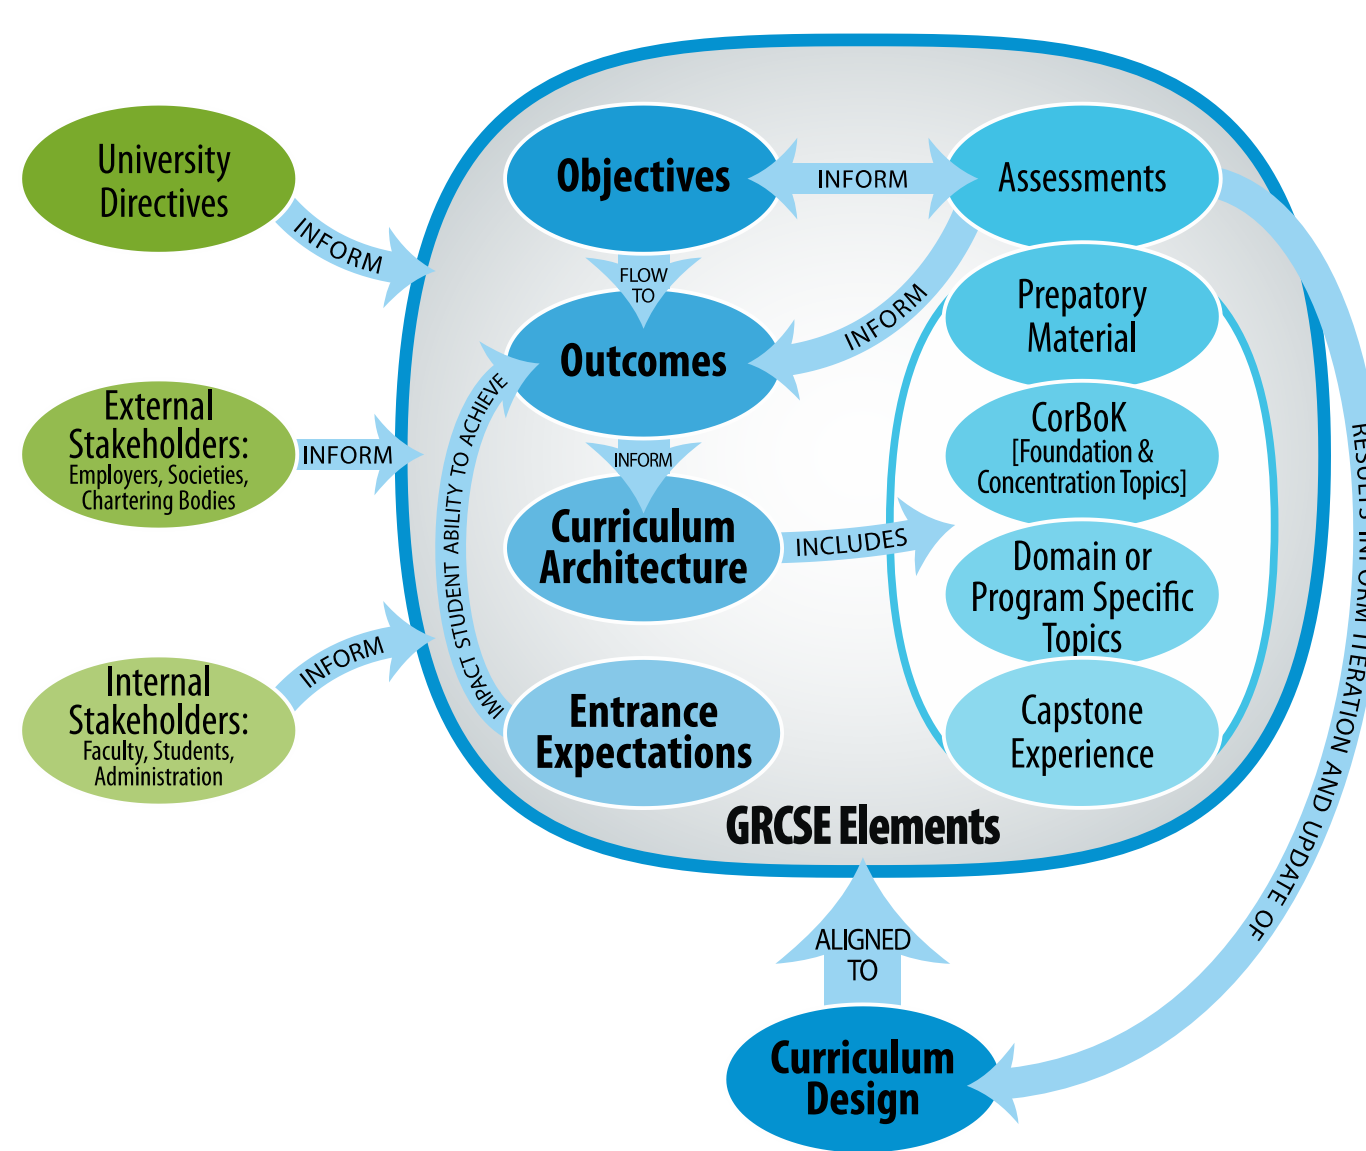 University
Directives
INFORM
External
Stakeholders:
Employers, Societies,
Chartering Bodies
INFORM
Internal
Stakeholders:
Faculty, Students,
Administration
INFORM
Objectives
INFORM
Assessments
FLOW
TO
INFORM
Outcomes
INFORM
Curriculum
Architecture
INCLUDES
IMPACT STUDENT ABILITY TO ACHIEVE
Entrance
Expectations
Prepatory
Material
CorBoK
[Foundation &
Concentration Topics]
Domain or
Program Specific
Topics
Capstone
Experience
GRCSE Elements
RESULTS INFORM ITERATION AND UPDATE OF
ALIGNED
TO
Curriculum
Design